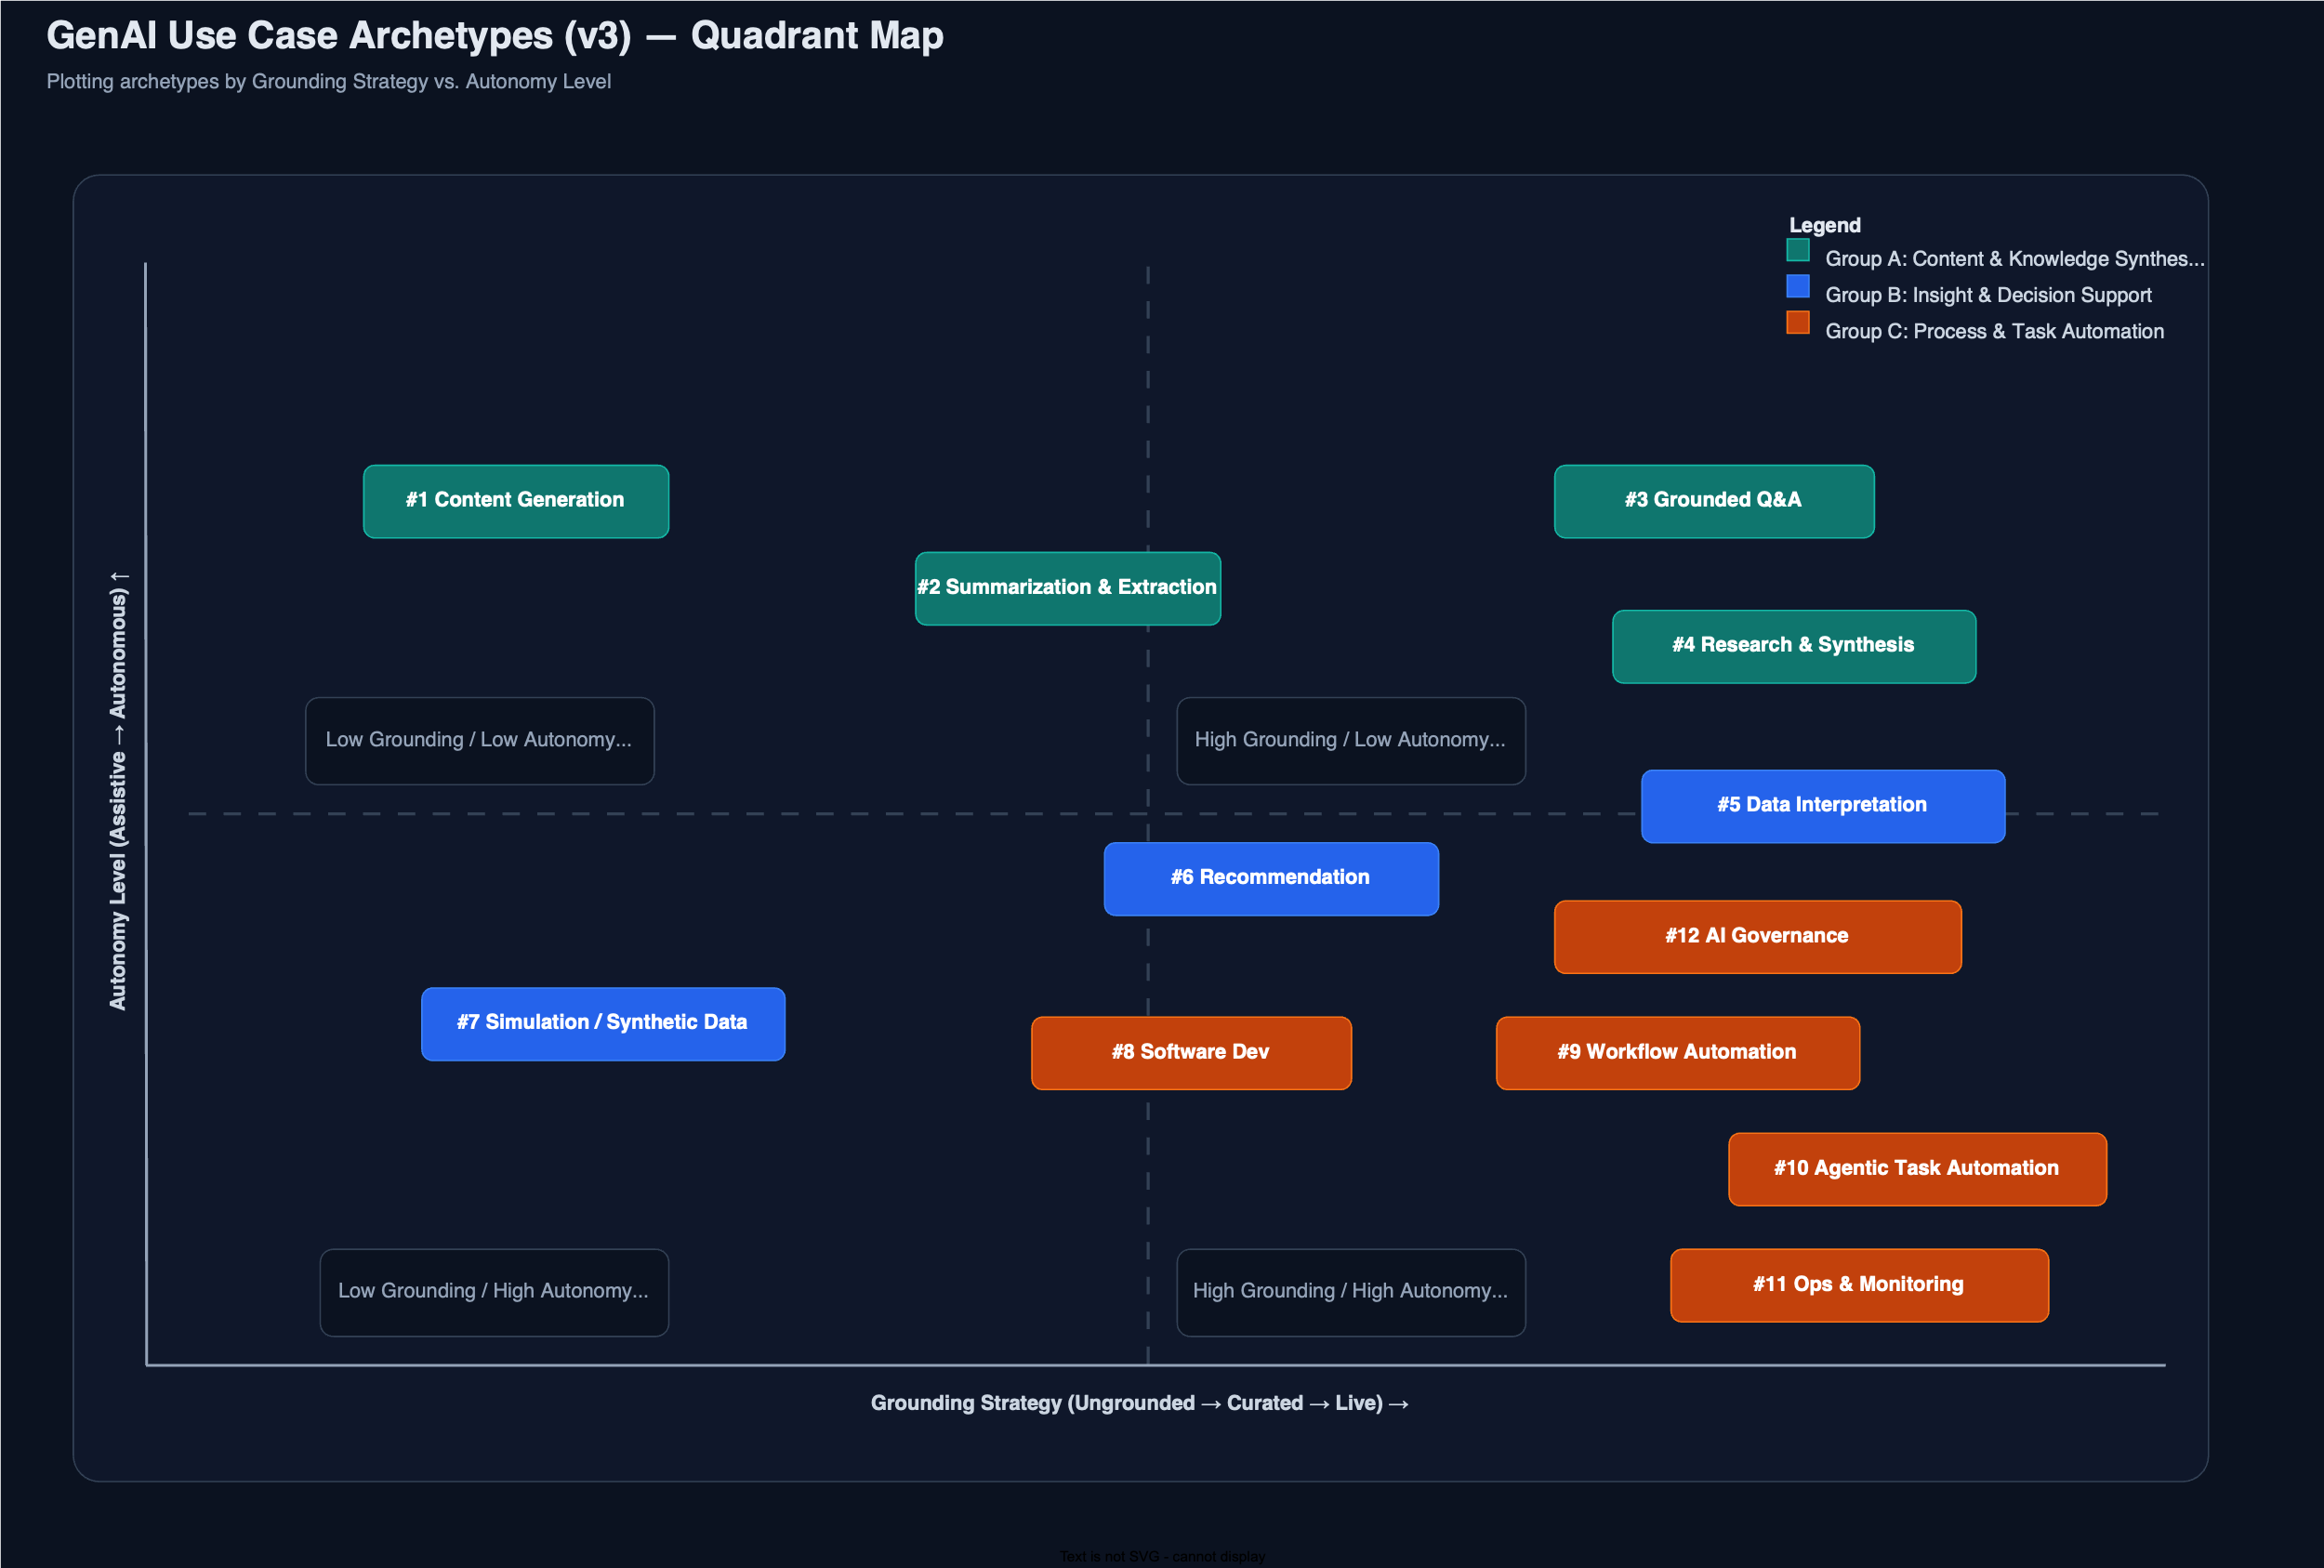 GenAI Use Case Archetypes (v3) — Quadrant Map
Plotting archetypes by Grounding Strategy vs. Autonomy Level
Legend
Group A: Content & Knowledge Synthes...
Group B: Insight & Decision Support
Group C: Process & Task Automation
#1 Content Generation
#3 Grounded Q&A
#2 Summarization & Extraction
#4 Research & Synthesis
Low Grounding / Low Autonomy...
High Grounding / Low Autonomy...
#5 Data Interpretation
Autonomy Level (Assistive → Autonomous) ↑
#6 Recommendation
#12 AI Governance
#7 Simulation / Synthetic Data
#8 Software Dev
#9 Workflow Automation
#10 Agentic Task Automation
Low Grounding / High Autonomy...
High Grounding / High Autonomy...
#11 Ops & Monitoring
Grounding Strategy (Ungrounded → Curated → Live) →
Text is not SVG - cannot display